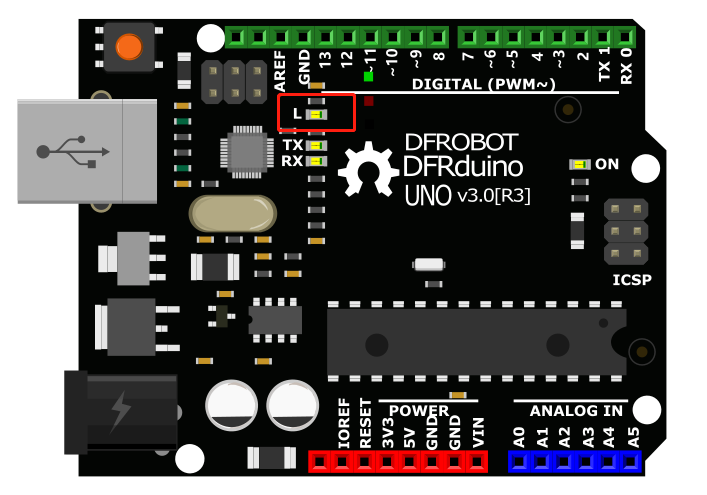 AREF
GND
13
12
~11
~10
~9
8
7
~6
~5
4
~3
2
TX 1
RX 0
DIGITAL (PWM~)
L
TX
RX
DFROBOT
DFRduino
UNO v3.0[R3]
ON
ICSP
POWER
ANALOG IN
IOREF
RESET
3V3
5V
GND
GND
VIN
A0
A1
A2
A3
A4
A5